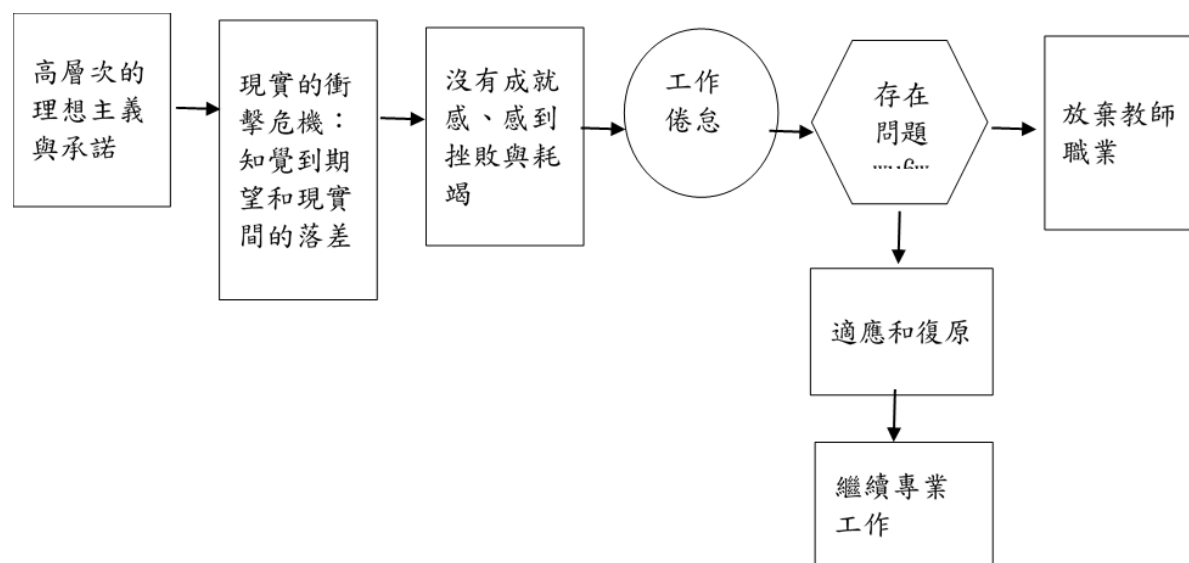 高層次的
理想主義
與承諾
現實的衝
擊危機：
知覺到期
望和現實
間的落差
沒有成就
感、感到
挫敗與耗
竭
工作
倦怠
存在
問題
放棄教師
職業
適應和復原
繼續專業
工作